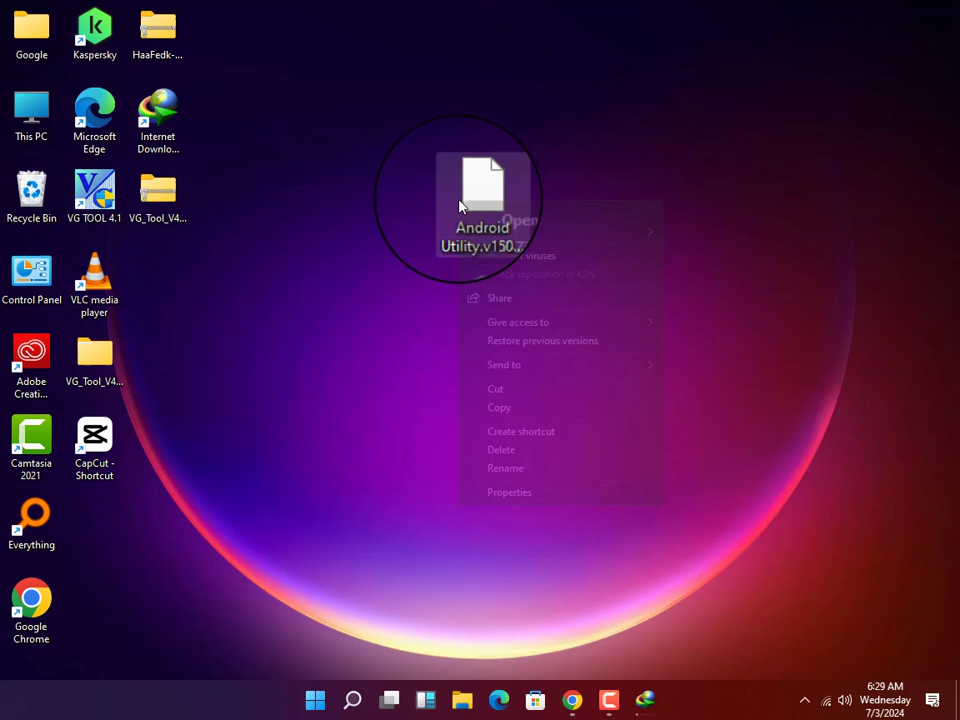 Google
Kaspersky
HaaFedk-...
This PC
Microsoft
Edge
Internet
Downlo...
Recycle Bin
VG TOOL 4.1
VG_Tool_V4...
Control Panel
VLC media
player
Adobe
Creati...
VG_Tool_V4...
Camtasia
2021
CapCut -
Shortcut
Everything
Google
Chrome
Android
Utility.v150...
Open
viruses
reputation in KSN
Share
Give access to
Restore previous versions
Send to
Cut
Copy
Create shortcut
Delete
Rename
Properties
6:29 AM
Wednesday
7/3/2024